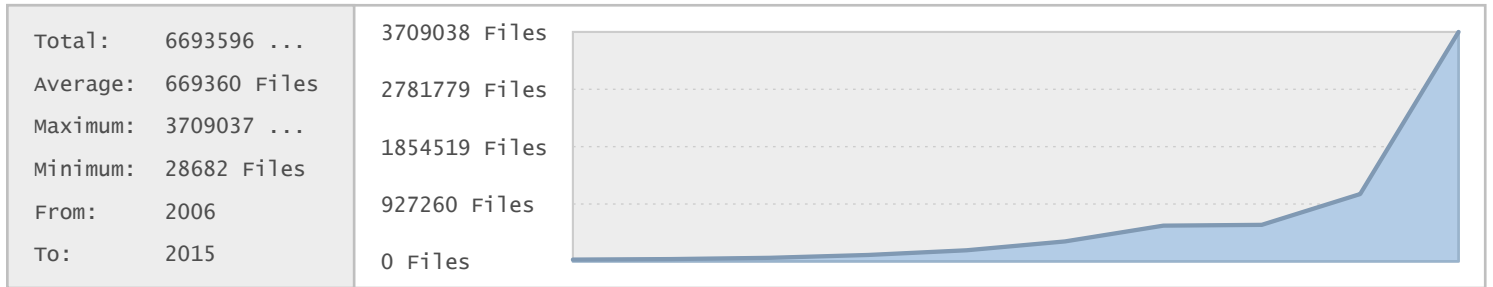 Total: 6693596 ...
Average: 669360 Files
Maximum: 3709037 ...
Minimum: 28682 Files
From: 2006
To: 2015
3709038 Files
2781779 Files
1854519 Files
927260 Files
0 Files